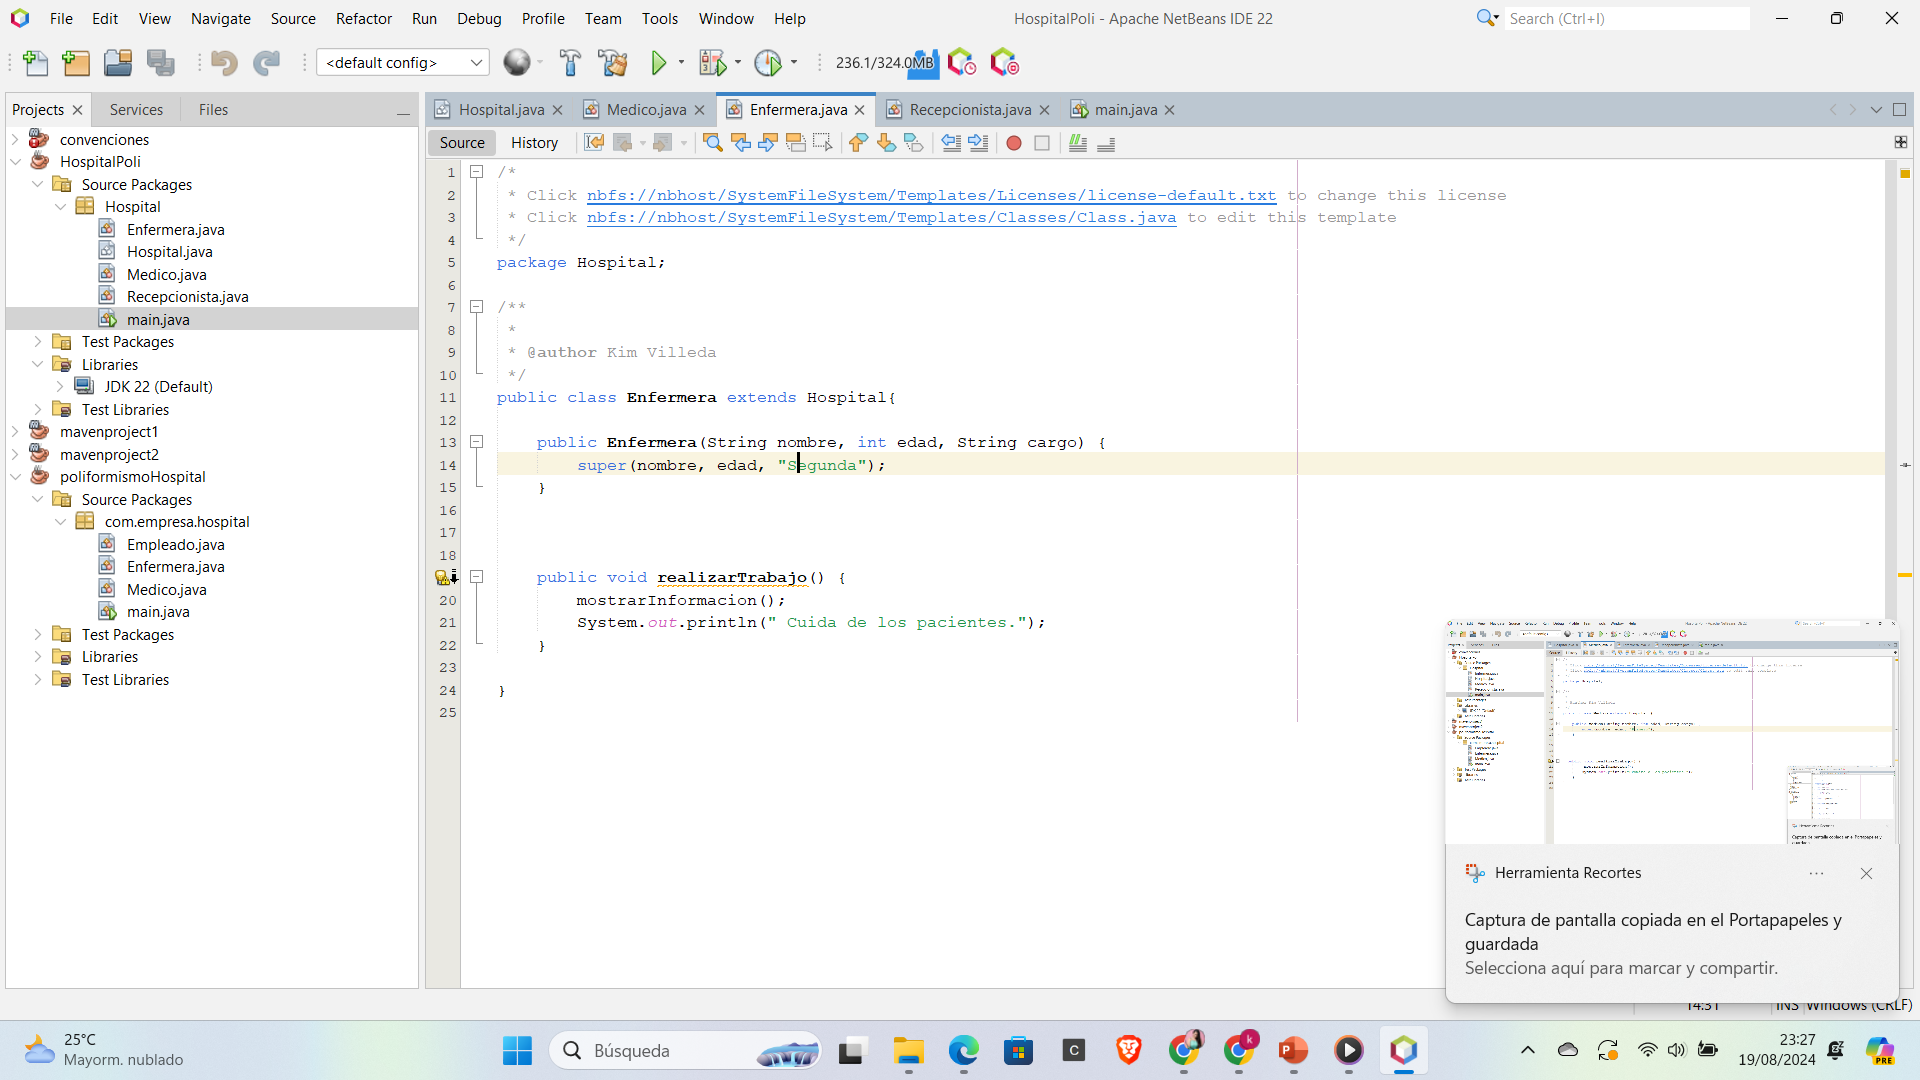 File Edit View Navigate Source Refactor Run Debug Profile Team Tools Window Help
HospitalPoli - Apache NetBeans IDE 22
Search (Ctrl+I)
<default config>
236.1/324.0MB
Projects Services Files
convenciones
HospitalPoli
Source Packages
Hospital
Enfermera.java
Hospital.java
Medico.java
Recepcionista.java
main.java
Test Packages
Libraries
JDK 22 (Default)
Test Libraries
mavenproject1
mavenproject2
poliformismoHospital
Source Packages
com.empresa.hospital
Empleado.java
Enfermera.java
Medico.java
main.java
Test Packages
Libraries
Test Libraries
Hospital.java Medico.java Enfermera.java Recepcionista.java main.java
Source History
1 /*
2 * Click nbfs://nbhost/SystemFileSystem/Templates/Licenses/license-default.txt to change this license
3 * Click nbfs://nbhost/SystemFileSystem/Templates/Classes/Class.java to edit this template
4 */
5 package Hospital;
6
7 /**
8 *
9 * @author Kim Villeda
10 */
11 public class Enfermera extends Hospital{
12
13 public Enfermera(String nombre, int edad, String cargo) {
14 super(nombre, edad, "Segunda");
15 }
16
17
18
public void realizarTrabajo() {
20 mostrarInformacion();
21 System.out.println(" Cuida de los pacientes.");
22 }
23
24 }
25
Herramienta Recortes
Captura de pantalla copiada en el Portapapeles y
guardada
Selecciona aquí para marcar y compartir.
14:31 INS Windows (CRLF)
25°C
Mayorm. nublado
Búsqueda
23:27
19/08/2024
PRE